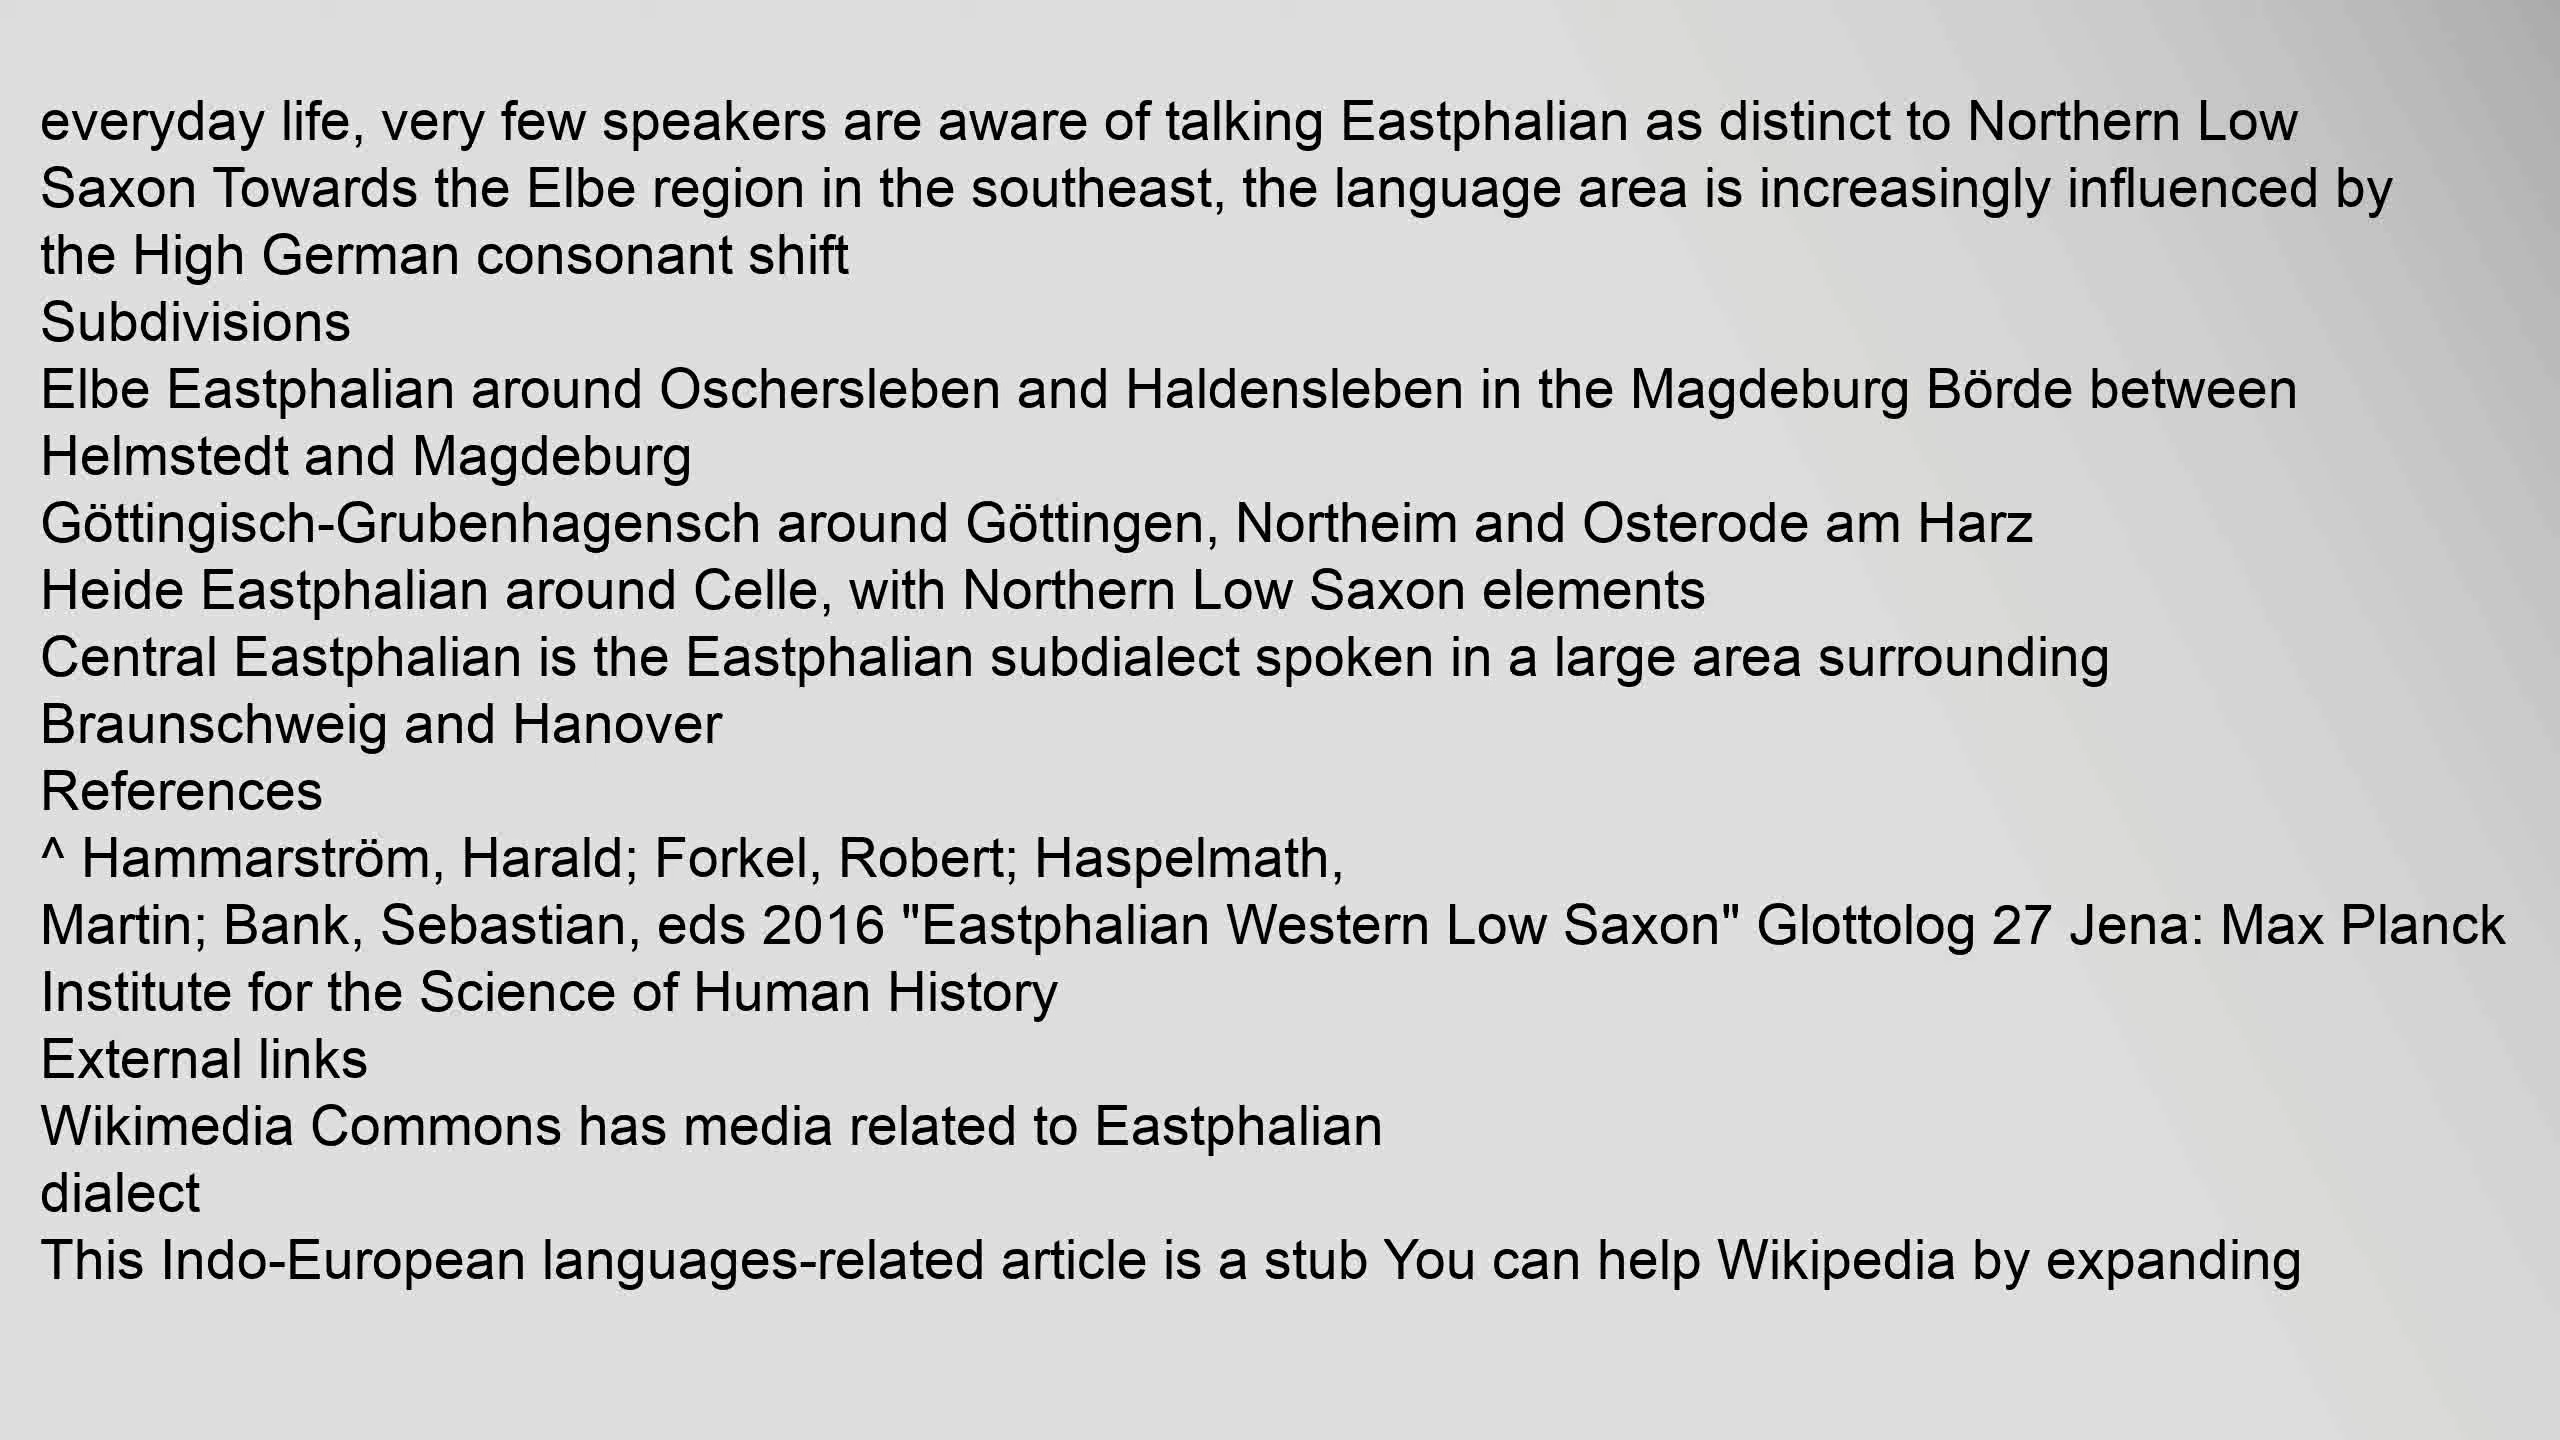 everyday life, very few speakers are aware of talking Eastphalian as distinct to Northern Low
Saxon Towards the Elbe region in the southeast, the language area is increasingly influenced by
the High German consonant shift
Subdivisions
Elbe Eastphalian around Oschersleben and Haldensleben in the Magdeburg Börde between
Helmstedt and Magdeburg
Göttingisch-Grubenhagensch around Göttingen, Northeim and Osterode am Harz
Heide Eastphalian around Celle, with Northern Low Saxon elements
Central Eastphalian is the Eastphalian subdialect spoken in a large area surrounding
Braunschweig and Hanover
References
^ Hammarström, Harald; Forkel, Robert; Haspelmath,
Martin; Bank, Sebastian, eds 2016 "Eastphalian Western Low Saxon" Glottolog 27 Jena: Max Planck
Institute for the Science of Human History
External links
Wikimedia Commons has media related to Eastphalian
dialect
This Indo-European languages-related article is a stub You can help Wikipedia by expanding